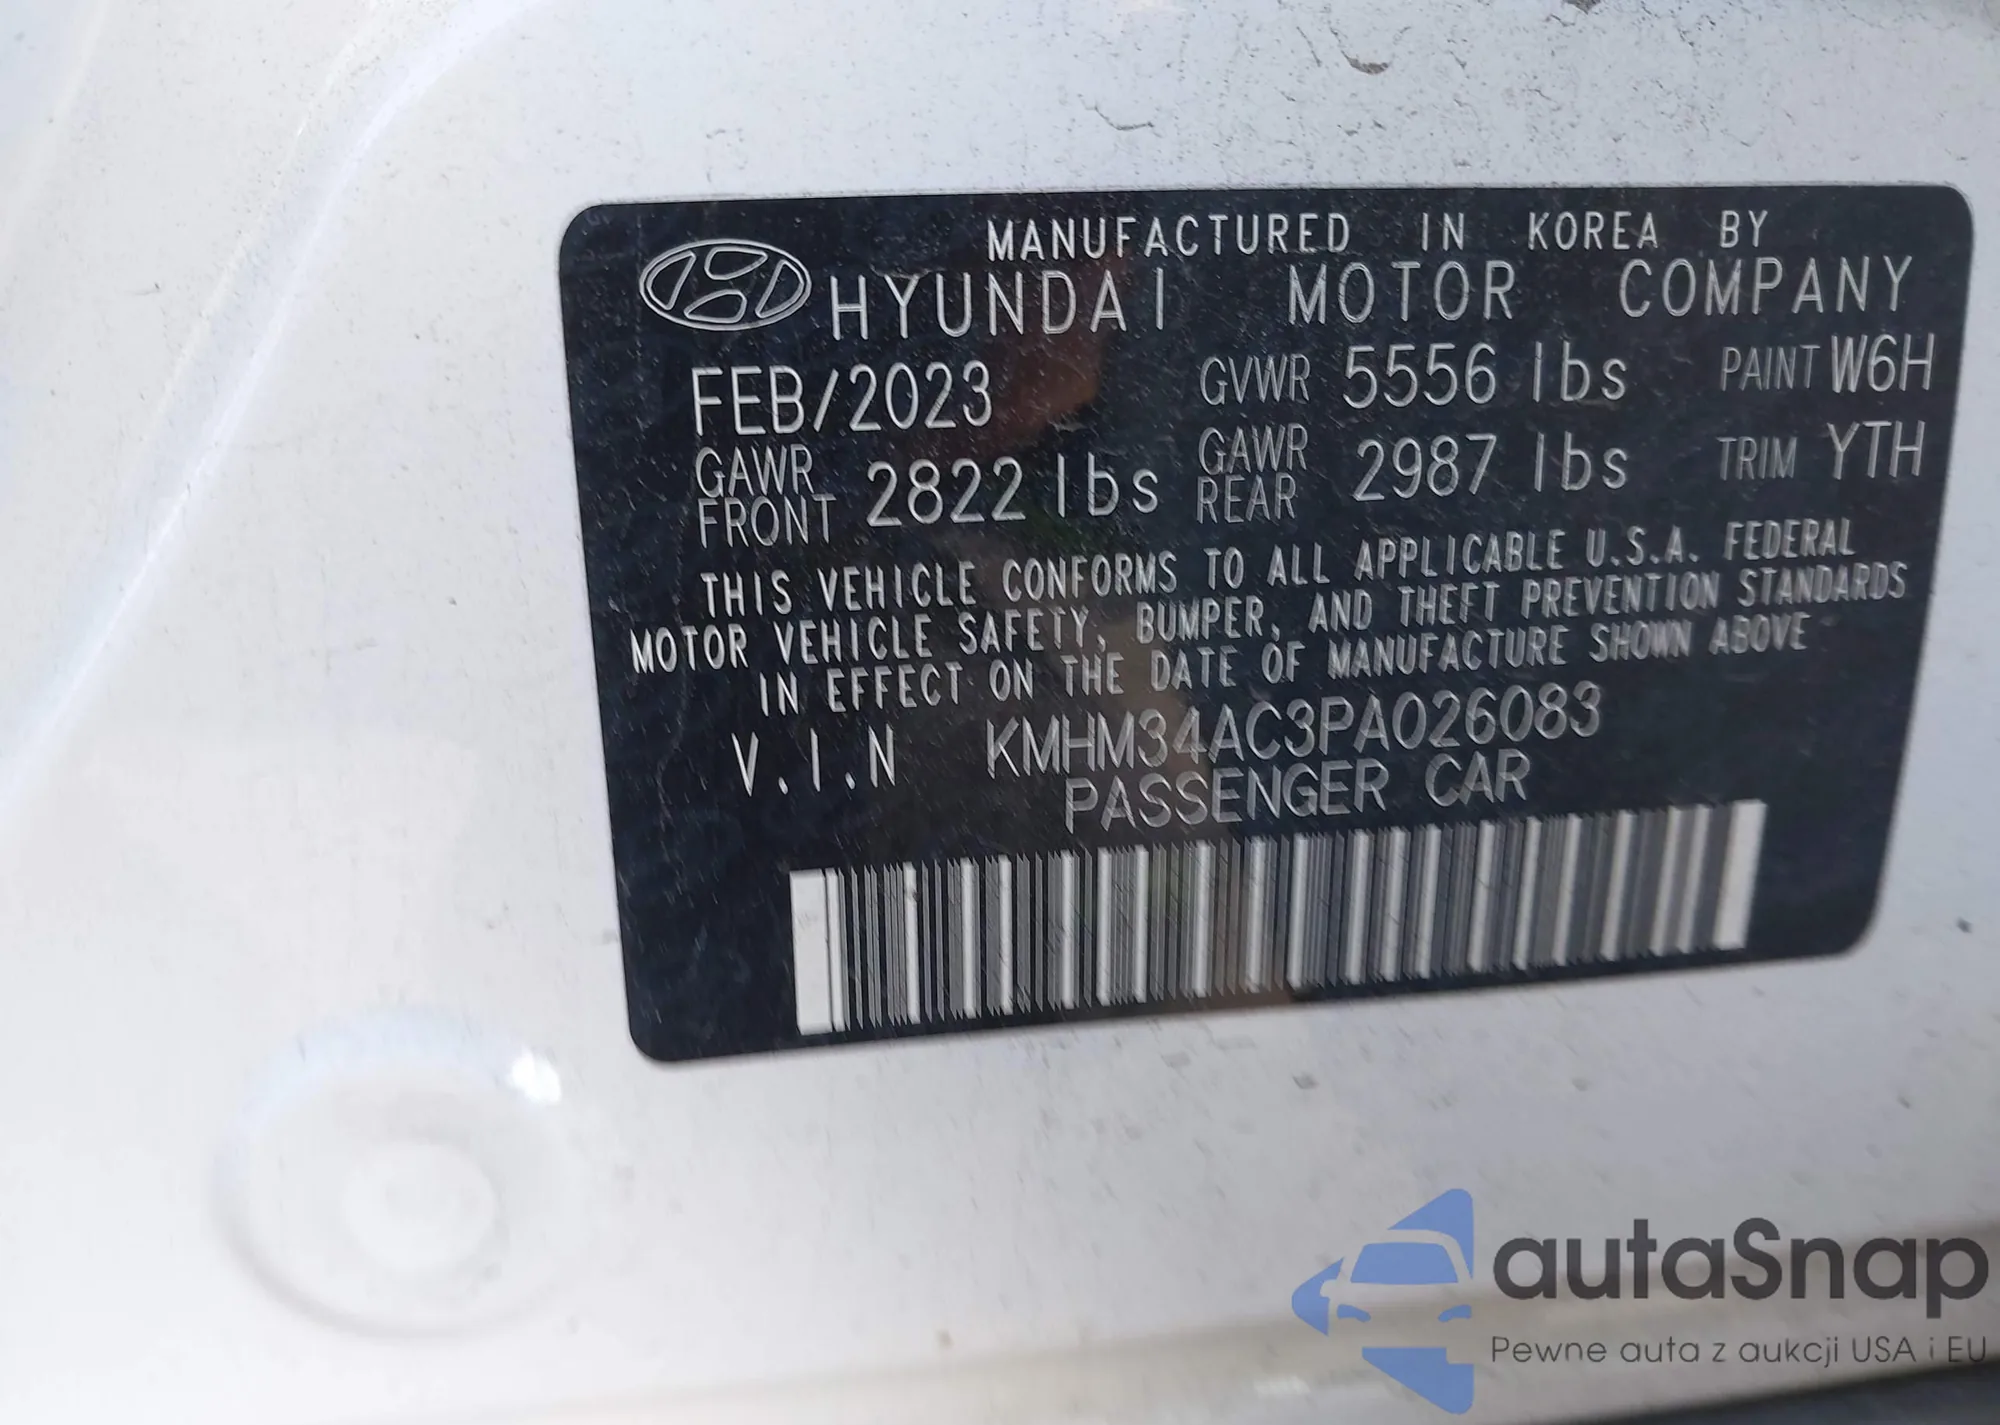 MANUFACTURED IN KOREA BY
HYUNDAI MOTOR COMPANY
FEB/2023 GVWR 5556 lbs PAINT W6H
GAWR FRONT 2822 lbs GAWR REAR 2987 lbs TRIM YTH
THIS VEHICLE CONFORMS TO ALL APPLICABLE U.S.A. FEDERAL
MOTOR VEHICLE SAFETY, BUMPER, AND THEFT PREVENTION STANDARDS
IN EFFECT ON THE DATE OF MANUFACTURE SHOWN ABOVE
V.I.N KMHM34AC3PA026083
PASSENGER CAR
autaSnap
Pewne auta z aukcji USA i EU